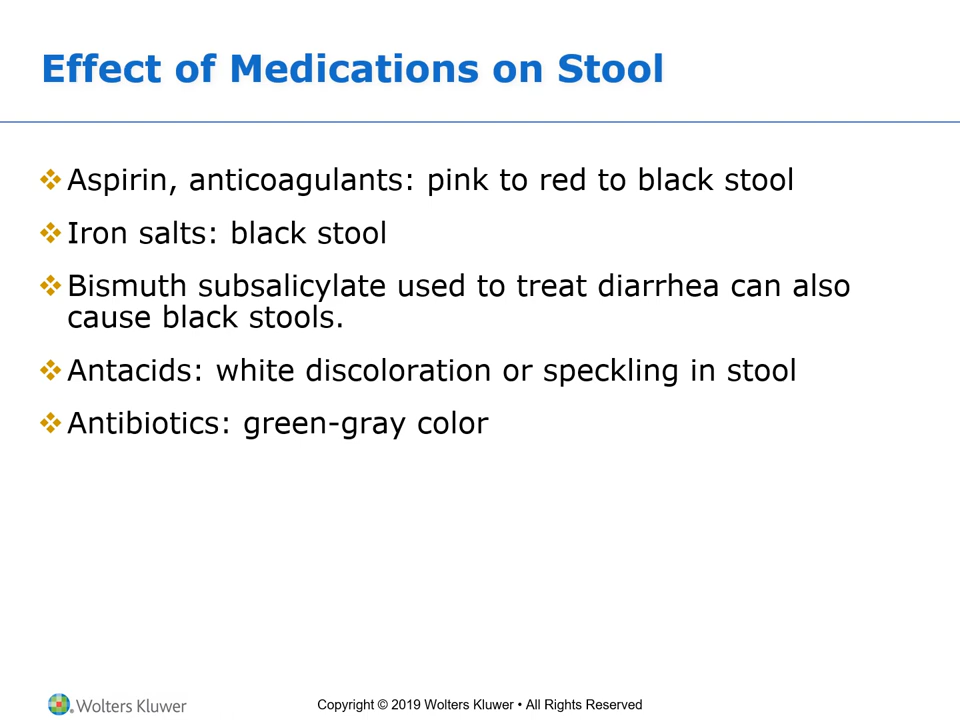 Effect of Medications on Stool
Aspirin, anticoagulants: pink to red to black stool
Iron salts: black stool
Bismuth subsalicylate used to treat diarrhea can also
cause black stools.
Antacids: white discoloration or speckling in stool
Antibiotics: green-gray color
Wolters Kluwer
Copyright © 2019 Wolters Kluwer • All Rights Reserved